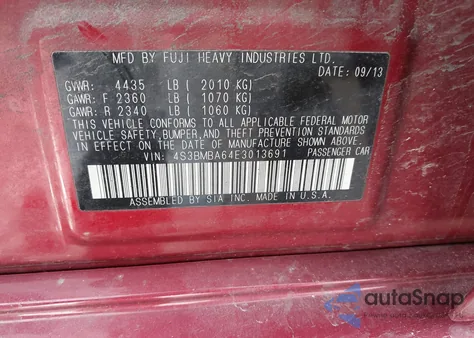 MFD BY FUJI HEAVY INDUSTRIES LTD.
DATE: 09/13
GVWR: 4435 LB ( 2010 KG)
GAWR: F 2360 LB ( 1070 KG)
GAWR: R 2340 LB ( 1060 KG)
THIS VEHICLE CONFORMS TO ALL APPLICABLE FEDERAL MOTOR
VEHICLE SAFETY, BUMPER, AND THEFT PREVENTION STANDARDS
IN EFFECT ON THE DATE OF MANUFACTURE SHOWN ABOVE.
VIN: 4S3BMBA64E3013691 PASSENGER CAR
ASSEMBLED BY SIA INC. MADE IN U.S.A.
autoSnap